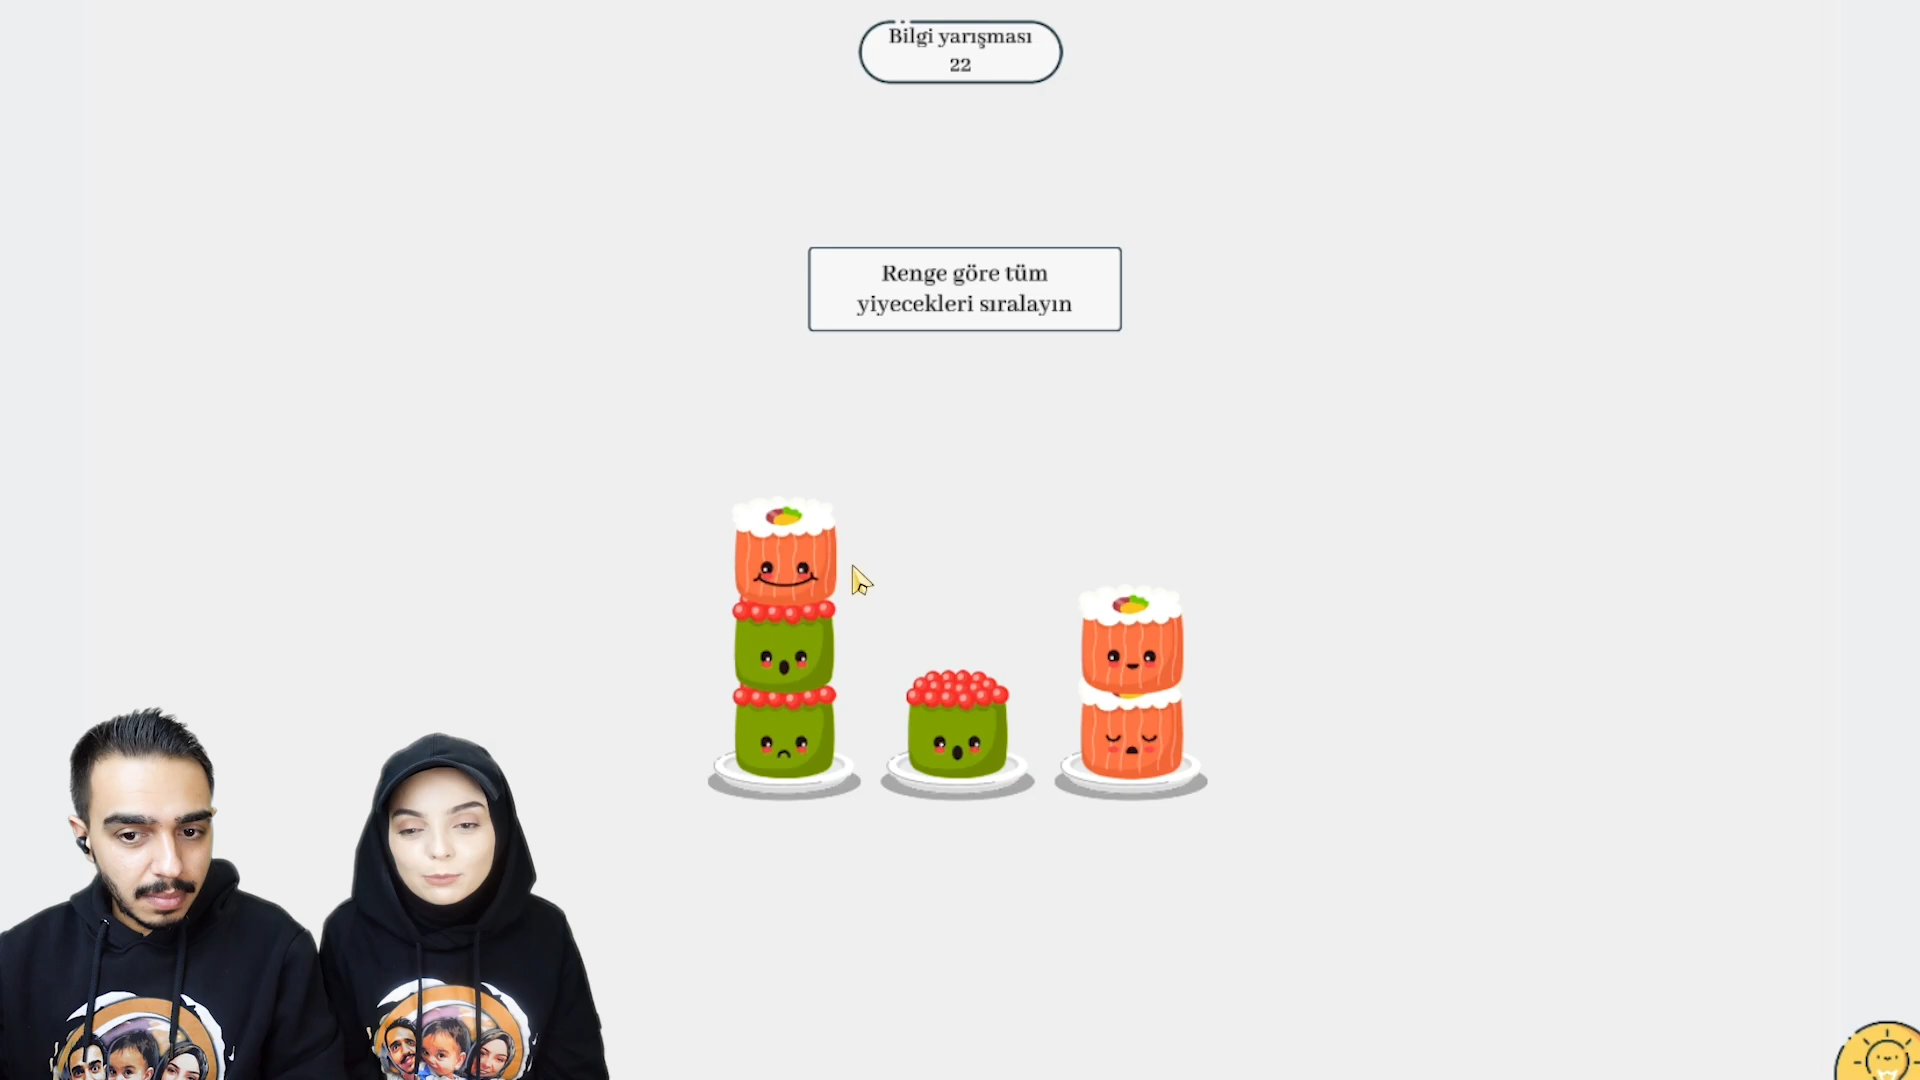 Bilgi yarışması
22
Renge göre tüm
yiyecekleri sıralayın